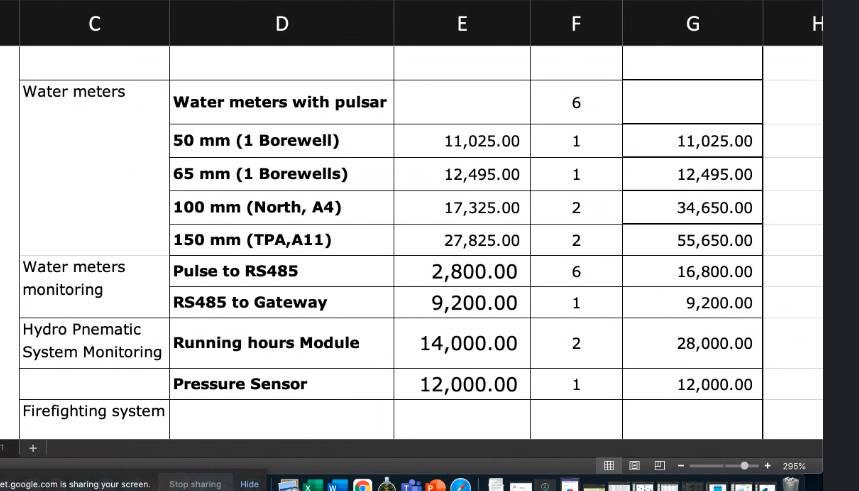 C D E F G H
Water meters
Water meters with pulsar 6
50 mm (1 Borewell) 11,025.00 1 11,025.00
65 mm (1 Borewells) 12,495.00 1 12,495.00
100 mm (North, A4) 17,325.00 2 34,650.00
150 mm (TPA,A11) 27,825.00 2 55,650.00
Water meters
monitoring
Pulse to RS485 2,800.00 6 16,800.00
RS485 to Gateway 9,200.00 1 9,200.00
Hydro Pnematic
System Monitoring
Running hours Module 14,000.00 2 28,000.00
Pressure Sensor 12,000.00 1 12,000.00
Firefighting system
1 +
− + 295%
et.google.com is sharing your screen. Stop sharing Hide